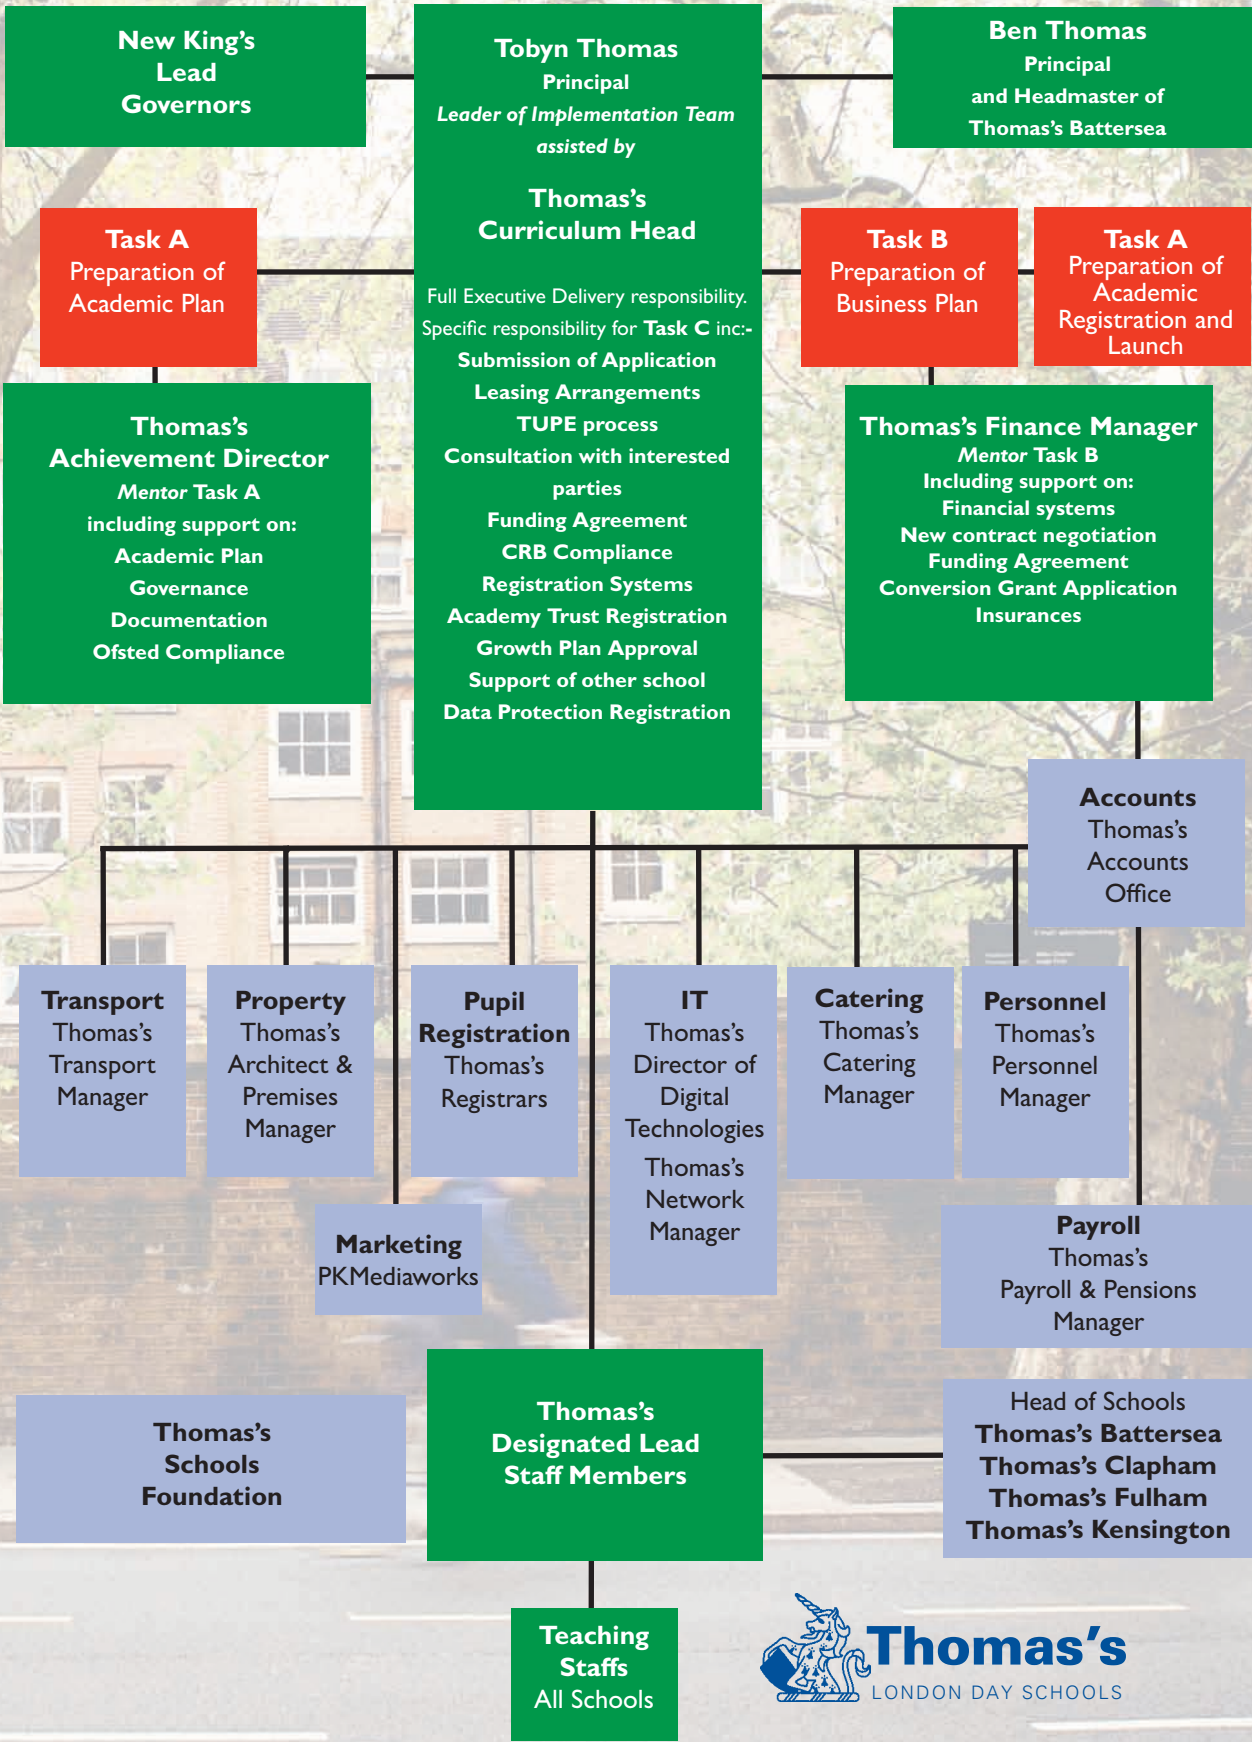 New King’s
Lead
Governors
Tobyn Thomas
Principal
Leader of Implementation Team
assisted by
Thomas’s
Curriculum Head
Full Executive Delivery responsibility.
Specific responsibility for Task C inc:-
Submission of Application
Leasing Arrangements
TUPE process
Consultation with interested
parties
Funding Agreement
CRB Compliance
Registration Systems
Academy Trust Registration
Growth Plan Approval
Support of other school
Data Protection Registration
Ben Thomas
Principal
and Headmaster of
Thomas’s Battersea
Task A
Preparation of
Academic Plan
Task B
Preparation of
Business Plan
Task A
Preparation of
Academic
Registration and
Launch
Thomas’s
Achievement Director
Mentor Task A
including support on:
Academic Plan
Governance
Documentation
Ofsted Compliance
Thomas’s Finance Manager
Mentor Task B
Including support on:
Financial systems
New contract negotiation
Funding Agreement
Conversion Grant Application
Insurances
Accounts
Thomas’s
Accounts
Office
Transport
Thomas’s
Transport
Manager
Property
Thomas’s
Architect &
Premises
Manager
Pupil
Registration
Thomas’s
Registrars
IT
Thomas’s
Director of
Digital
Technologies
Thomas’s
Network
Manager
Catering
Thomas’s
Catering
Manager
Personnel
Thomas’s
Personnel
Manager
Marketing
PKMediaworks
Payroll
Thomas’s
Payroll & Pensions
Manager
Thomas’s
Schools
Foundation
Thomas’s
Designated Lead
Staff Members
Head of Schools
Thomas’s Battersea
Thomas’s Clapham
Thomas’s Fulham
Thomas’s Kensington
Teaching
Staffs
All Schools
Thomas’s
LONDON DAY SCHOOLS